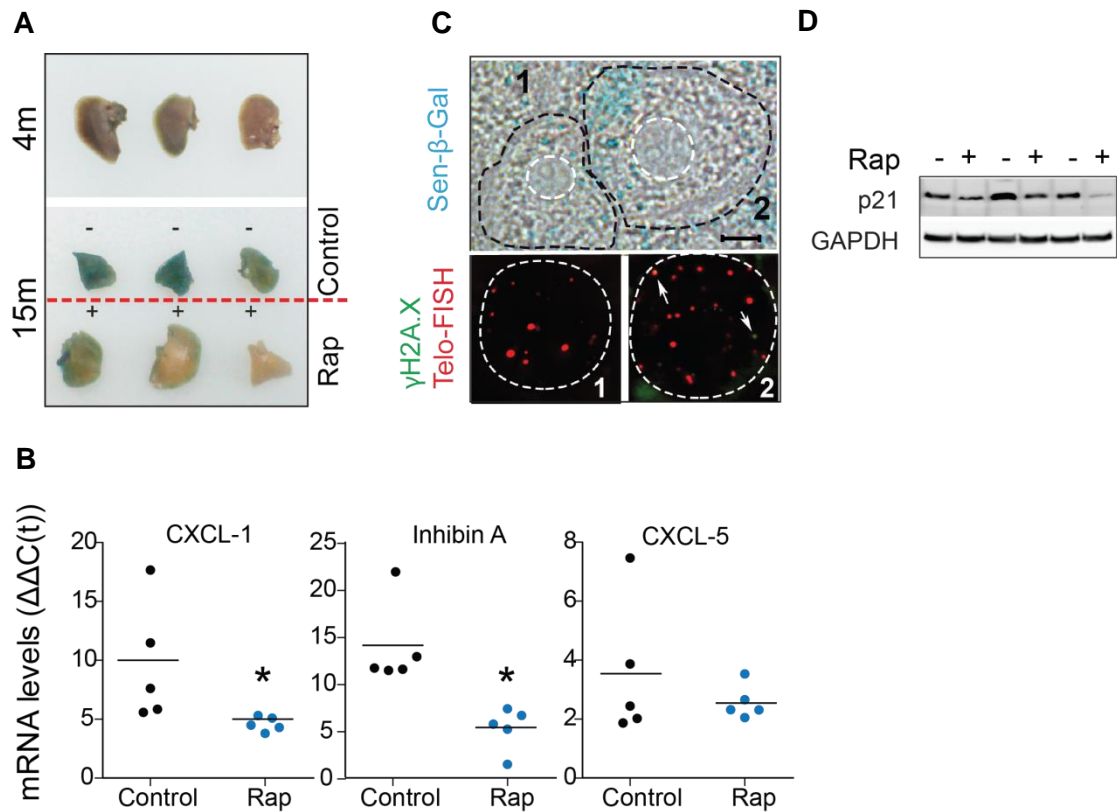 A
4m
15m
- - -
Control
+ + +
Rap
C
Sen-β-Gal
1
2
γH2A.X
Telo-FISH
1
2
D
Rap - + - + - +
p21
GAPDH
B
mRNA levels (ΔΔC(t))
CXCL-1
20
15
10
5
0
*
Control Rap
Inhibin A
25
20
15
10
5
0
*
Control Rap
CXCL-5
8
6
4
2
0
Control Rap